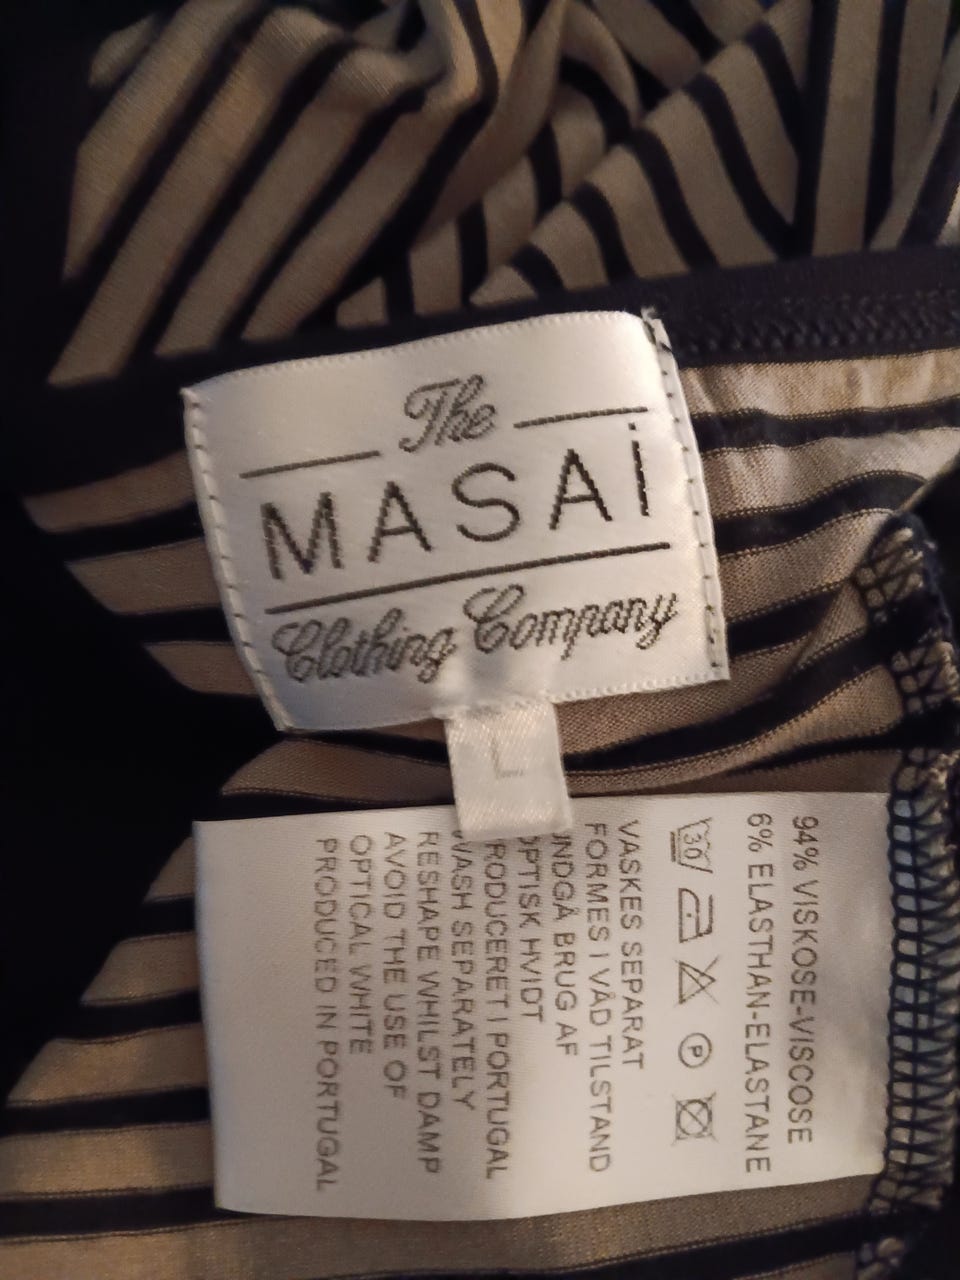 The
MASAI
Clothing Company
L
94% VISKOSE-VISCOSE
6% ELASTHAN-ELASTANE
30 P
VASKES SEPARAT
FORMES I VÅD TILSTAND
UNDGÅ BRUG AF
OPTISK HVIDT
PRODUCERET I PORTUGAL
WASH SEPARATELY
RESHAPE WHILST DAMP
AVOID THE USE OF
OPTICAL WHITE
PRODUCED IN PORTUGAL